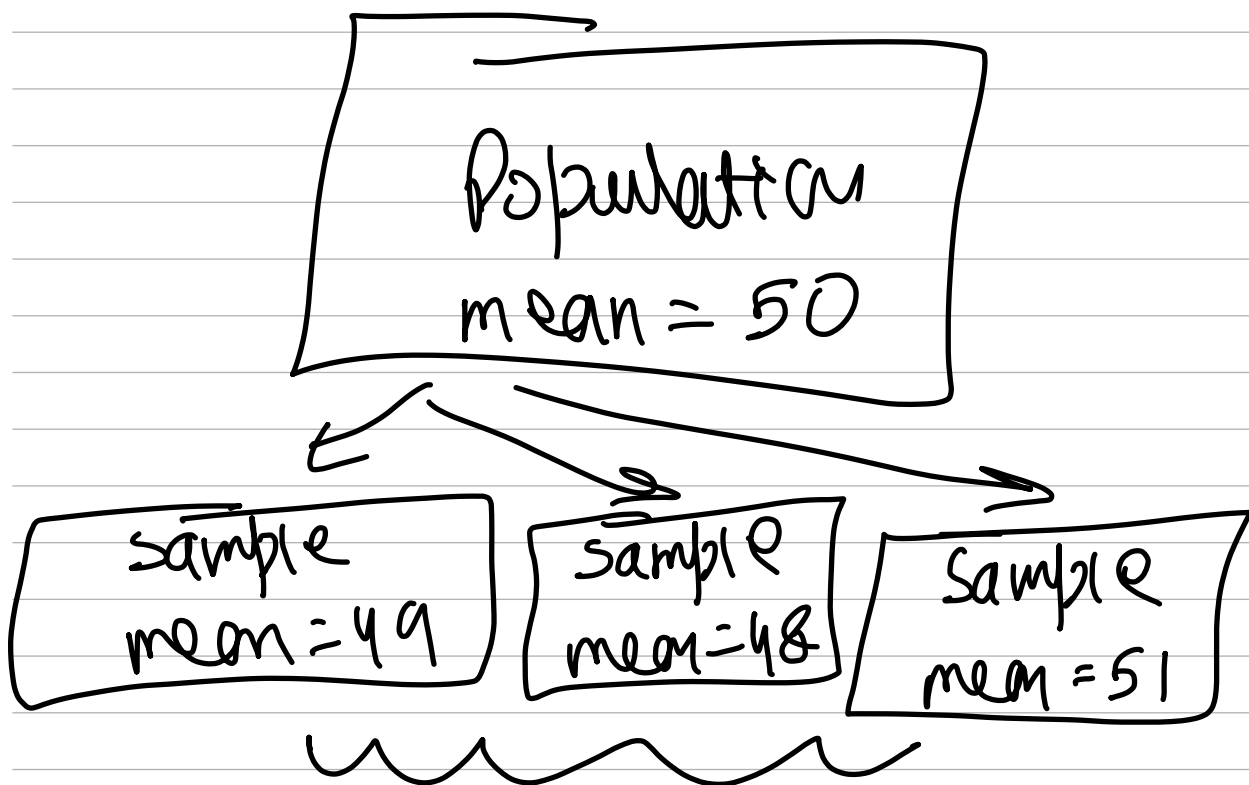 Population
mean = 50
sample
mean = 49
sample
mean = 48
sample
mean = 51